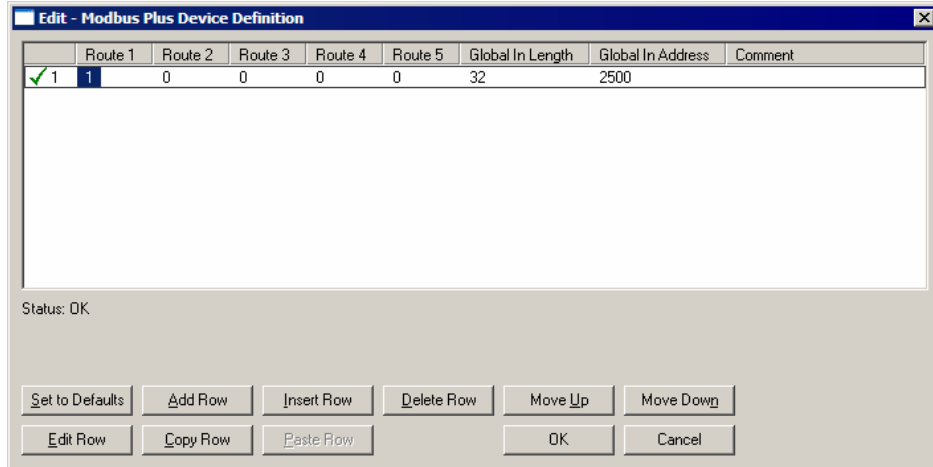 Edit - Modbus Plus Device Definition
Route 1 Route 2 Route 3 Route 4 Route 5 Global In Length Global In Address Comment
1 1 0 0 0 0 32 2500
Status: OK
Set to Defaults Add Row Insert Row Delete Row Move Up Move Down
Edit Row Copy Row Paste Row OK Cancel